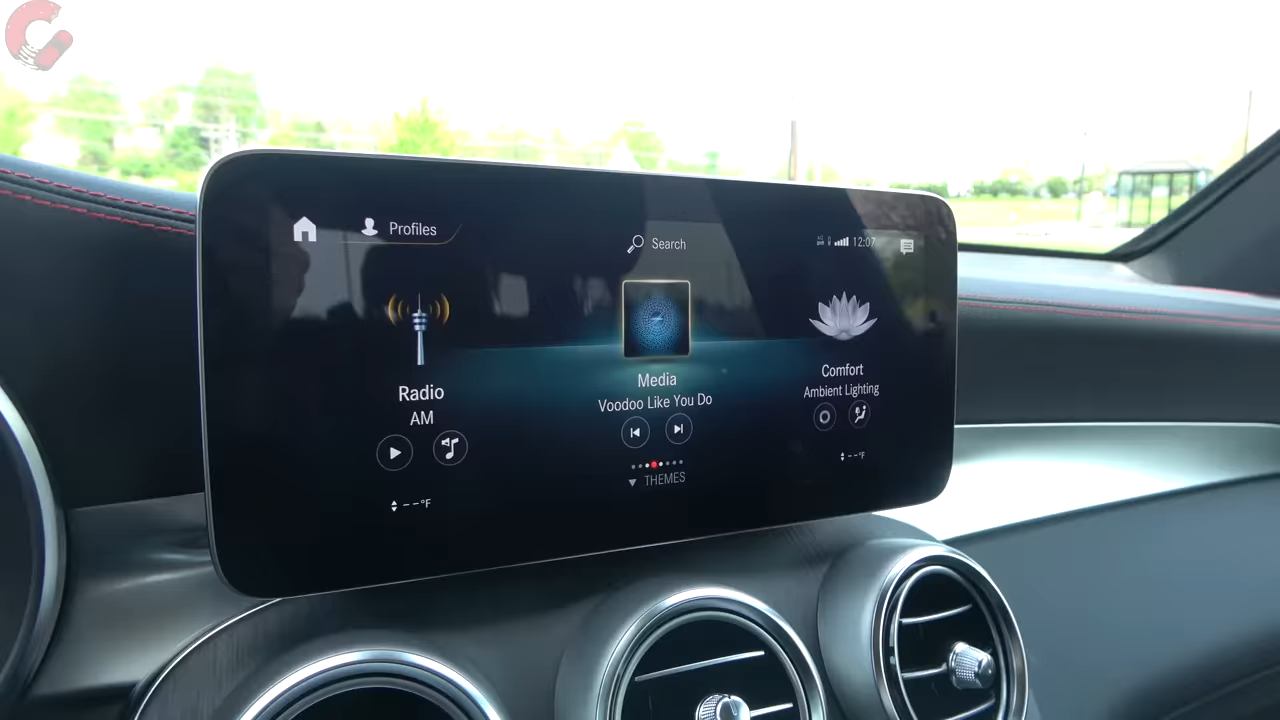 Profiles
Search
12:07
Radio
AM
Media
Voodoo Like You Do
Comfort
Ambient Lighting
THEMES
--°F
--°F